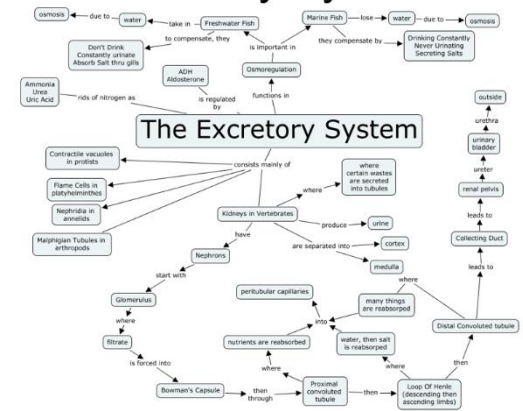 osmosis
due to
water
take in
Freshwater Fish
Marine Fish
lose
water
due to
osmosis
to compensate, they
is important in
they compensate by
Don't Drink
Constantly urinate
Absorb Salt thru gills
Drinking Constantly
Never Urinating
Secreting Salts
ADH
Aldosterone
Osmoregulation
Ammonia
Urea
Uric Acid
rids of nitrogen as
is regulated
by
functions in
outside
urethra
The Excretory System
urinary
bladder
ureter
Contractile vacuoles
in protists
consists mainly of
where
certain wastes
are secreted
into tubules
where
Flame Cells in
platyhelminthes
renal pelvis
Nephridia in
annelids
Kidneys in Vertebrates
produce
urine
leads to
Malphigian Tubules in
arthropods
have
are separated into
cortex
Collecting Duct
Nephrons
medulla
leads to
start with
where
Glomerulus
peritubular capillaries
many things
are reabsorped
where
into
Distal Convoluted tubule
filtrate
nutrients are reabsorbed
water, then salt
is reapsorbed
is forced into
where
where
then
Bowman's Capsule
then
through
Proximal
convoluted
tubule
then
Loop Of Henle
(descending then
ascending limbs)